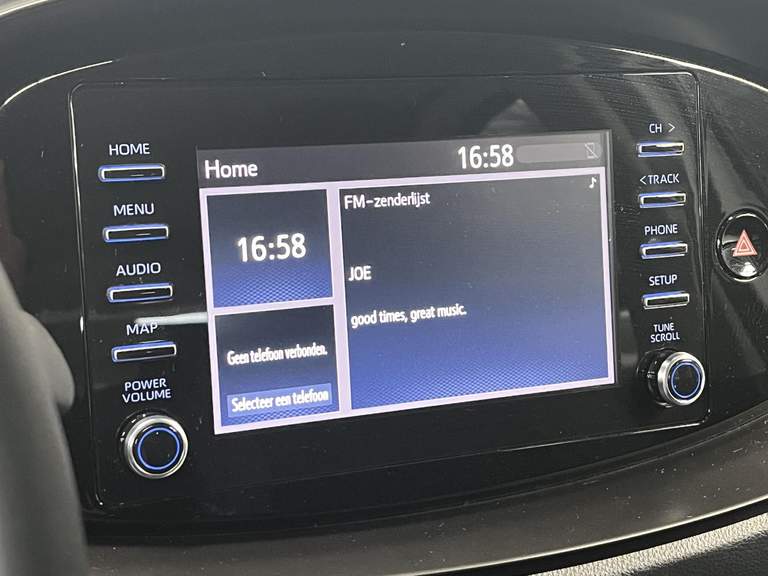 HOME
MENU
AUDIO
MAP
POWER
VOLUME
Home
16:58
16:58
Geen telefoon verbonden.
Selecteer een telefoon
FM-zenderlijst
JOE
good times, great music.
CH >
< TRACK
PHONE
SETUP
TUNE
SCROLL